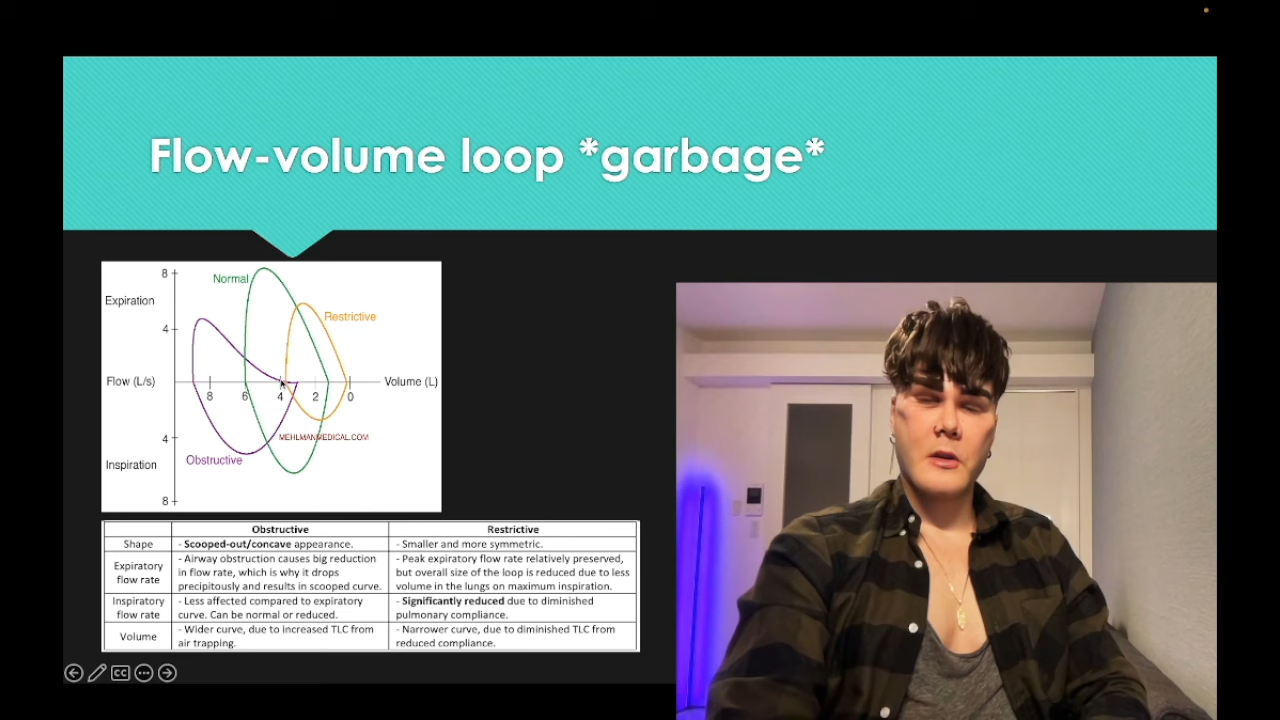 Flow-volume loop *garbage*
8
Normal
Expiration
Restrictive
4
Flow (L/s)
Volume (L)
8 6 4 2 0
4
MEHLMANMEDICAL.COM
Obstructive
Inspiration
8
Obstructive Restrictive
Shape - Scooped-out/concave appearance. - Smaller and more symmetric.
Expiratory flow rate
- Airway obstruction causes big reduction
in flow rate, which is why it drops
precipitously and results in scooped curve.
- Peak expiratory flow rate relatively preserved,
but overall size of the loop is reduced due to less
volume in the lungs on maximum inspiration.
Inspiratory
flow rate
- Less affected compared to expiratory
curve. Can be normal or reduced.
- Significantly reduced due to diminished
pulmonary compliance.
Volume
- Wider curve, due to increased TLC from
air trapping.
- Narrower curve, due to diminished TLC from
reduced compliance.
CC